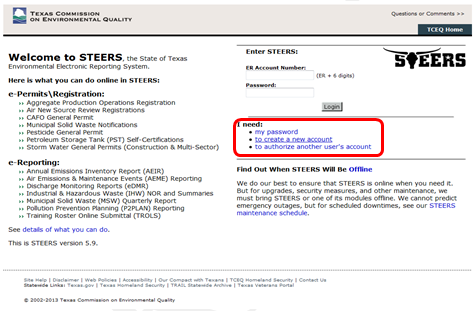 TEXAS COMMISSION
ON ENVIRONMENTAL QUALITY
Questions or Comments >>
TCEQ Home
Welcome to STEERS, the State of Texas
Environmental Electronic Reporting System.
Here is what you can do online in STEERS:
e-Permits\Registration:
›› Aggregate Production Operations Registration
›› Air New Source Review Registrations
›› CAFO General Permit
›› Municipal Solid Waste Notifications
›› Pesticide General Permit
›› Petroleum Storage Tank (PST) Self-Certifications
›› Storm Water General Permits (Construction & Multi-Sector)
e-Reporting:
›› Annual Emissions Inventory Report (AEIR)
›› Air Emissions & Maintenance Events (AEME) Reporting
›› Discharge Monitoring Reports (eDMR)
›› Industrial & Hazardous Waste (IHW) NOR and Summaries
›› Municipal Solid Waste (MSW) Quarterly Report
›› Pollution Prevention Planning (P2PLAN) Reporting
›› Training Roster Online Submittal (TROLS)
See details of what you can do.
This is STEERS version 5.9.
Enter STEERS:
STEERS
ER Account Number:
(ER + 6 digits)
Password:
Login
I need:
• my password
• to create a new account
• to authorize another user's account
Find Out When STEERS Will Be Offline
We do our best to ensure that STEERS is online when you need it.
But for upgrades, security measures, and other maintenance, we
must bring STEERS or one of its modules offline. We cannot predict
emergency outages, but for scheduled downtimes, see our STEERS
maintenance schedule.
Site Help | Disclaimer | Web Policies | Accessibility | Our Compact with Texans | TCEQ Homeland Security | Contact Us
Statewide Links: Texas.gov | Texas Homeland Security | TRAIL Statewide Archive | Texas Veterans Portal
© 2002-2013 Texas Commission on Environmental Quality